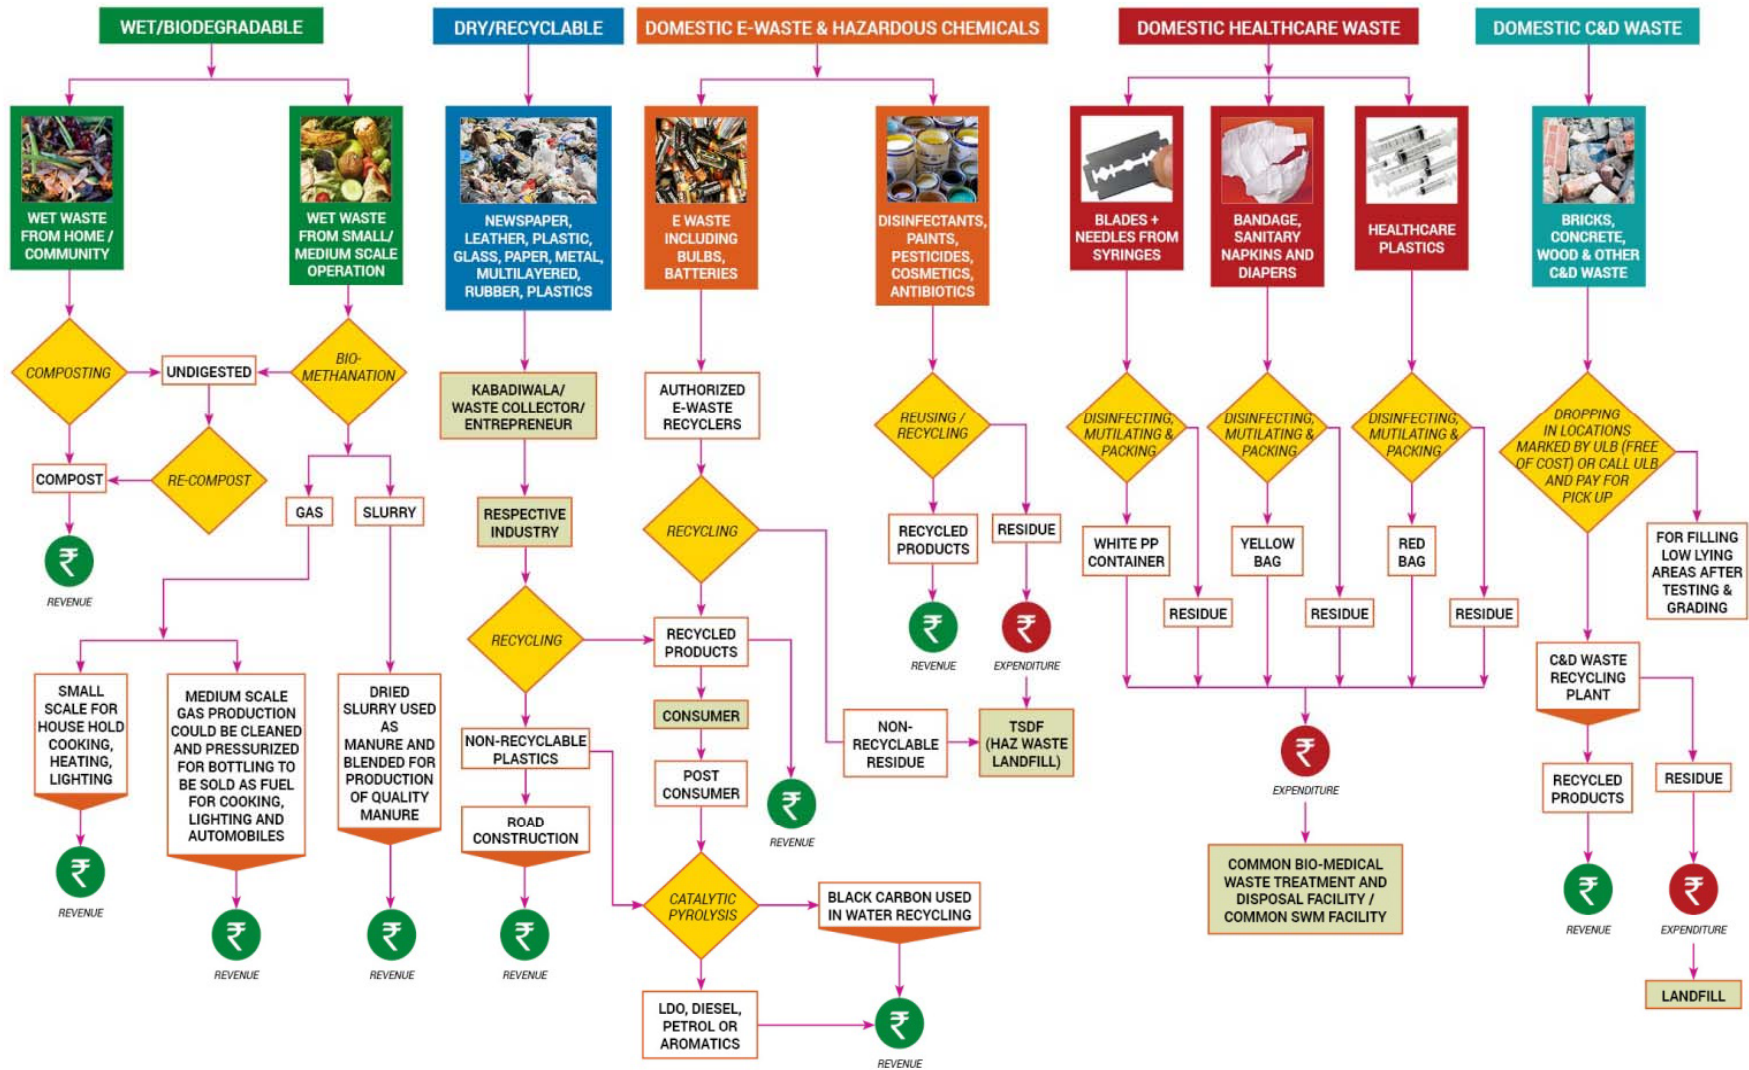 WET/BIODEGRADABLE
DRY/RECYCLABLE
DOMESTIC E-WASTE & HAZARDOUS CHEMICALS
DOMESTIC HEALTHCARE WASTE
DOMESTIC C&D WASTE
WET WASTE
FROM HOME /
COMMUNITY
WET WASTE
FROM SMALL/
MEDIUM SCALE
OPERATION
NEWSPAPER,
LEATHER, PLASTIC,
GLASS, PAPER, METAL,
MULTILAYERED,
RUBBER, PLASTICS
E WASTE
INCLUDING
BULBS,
BATTERIES
DISINFECTANTS,
PAINTS,
PESTICIDES,
COSMETICS,
ANTIBIOTICS
BLADES +
NEEDLES FROM
SYRINGES
BANDAGE,
SANITARY
NAPKINS AND
DIAPERS
HEALTHCARE
PLASTICS
BRICKS,
CONCRETE,
WOOD & OTHER
C&D WASTE
COMPOSTING
UNDIGESTED
BIO-
METHANATION
COMPOST
RE-COMPOST
₹
REVENUE
GAS
SLURRY
SMALL
SCALE FOR
HOUSE HOLD
COOKING,
HEATING,
LIGHTING
₹
REVENUE
MEDIUM SCALE
GAS PRODUCTION
COULD BE CLEANED
AND PRESSURIZED
FOR BOTTLING TO
BE SOLD AS FUEL
FOR COOKING,
LIGHTING AND
AUTOMOBILES
₹
REVENUE
DRIED
SLURRY USED
AS
MANURE AND
BLENDED FOR
PRODUCTION
OF QUALITY
MANURE
₹
REVENUE
KABADIWALA/
WASTE COLLECTOR/
ENTREPRENEUR
RESPECTIVE
INDUSTRY
RECYCLING
NON-RECYCLABLE
PLASTICS
ROAD
CONSTRUCTION
₹
REVENUE
AUTHORIZED
E-WASTE
RECYCLERS
RECYCLING
RECYCLED
PRODUCTS
CONSUMER
POST
CONSUMER
₹
REVENUE
CATALYTIC
PYROLYSIS
BLACK CARBON USED
IN WATER RECYCLING
LDO, DIESEL,
PETROL OR
AROMATICS
₹
REVENUE
REUSING /
RECYCLING
RECYCLED
PRODUCTS
RESIDUE
₹
REVENUE
₹
EXPENDITURE
NON-
RECYCLABLE
RESIDUE
TSDF
(HAZ WASTE
LANDFILL)
DISINFECTING,
MUTILATING &
PACKING
WHITE PP
CONTAINER
RESIDUE
DISINFECTING,
MUTILATING &
PACKING
YELLOW
BAG
RESIDUE
DISINFECTING,
MUTILATING &
PACKING
RED
BAG
RESIDUE
₹
EXPENDITURE
COMMON BIO-MEDICAL
WASTE TREATMENT AND
DISPOSAL FACILITY /
COMMON SWM FACILITY
DROPPING
IN LOCATIONS
MARKED BY ULB (FREE
OF COST) OR CALL ULB
AND PAY FOR
PICK UP
FOR FILLING
LOW LYING
AREAS AFTER
TESTING &
GRADING
C&D WASTE
RECYCLING
PLANT
RECYCLED
PRODUCTS
RESIDUE
₹
REVENUE
₹
EXPENDITURE
LANDFILL